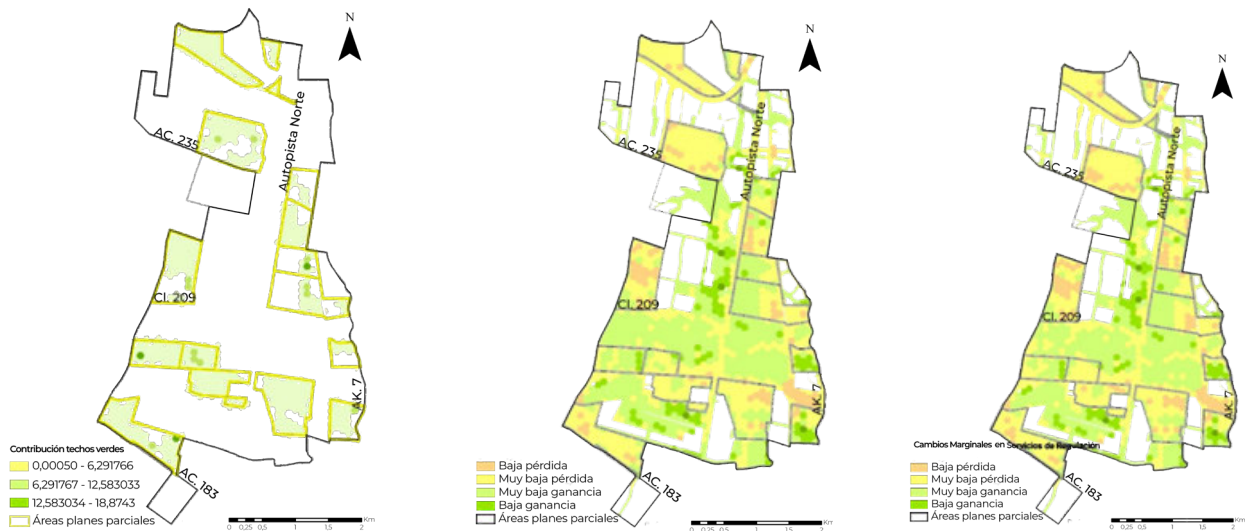 N
AC. 235
Autopista Norte
Cl. 209
AK. 7
AC. 183
Contribución techos verdes
0,00050 - 6,291766
6,291767 - 12,583033
12,583034 - 18,8743
Áreas planes parciales
0 0,25 0,5 1 1,5 2 Km
N
AC. 235
Autopista Norte
Cl. 209
AK. 7
AC. 183
Baja pérdida
Muy baja pérdida
Muy baja ganancia
Baja ganancia
Áreas planes parciales
0 0,25 0,5 1 1,5 2 Km
N
AC. 235
Autopista Norte
Cl. 209
AK. 7
AC. 183
Cambios Marginales en Servicios de Regulación
Baja pérdida
Muy baja pérdida
Muy baja ganancia
Baja ganancia
Áreas planes parciales
0 0,25 0,5 1 1,5 2 Km